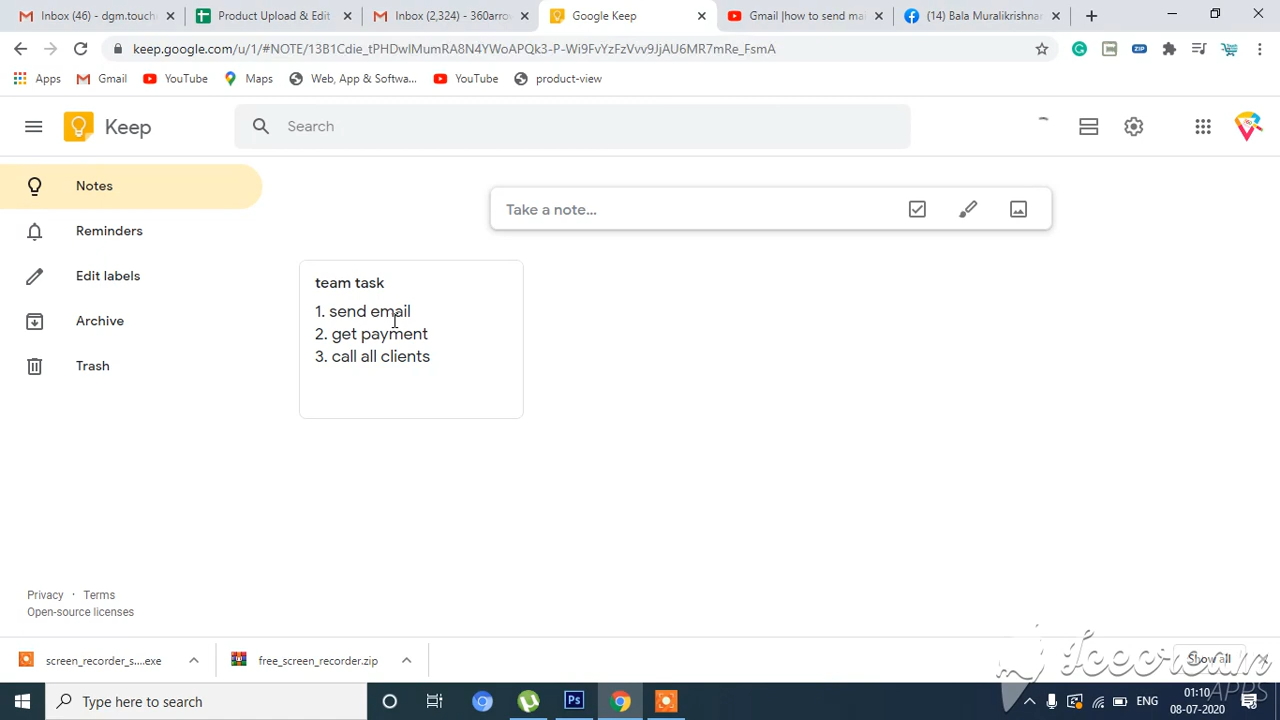 Inbox (46) - dgm.touch
Product Upload & Edit
Inbox (2,324) - 360arro
Google Keep
Gmail |how to send ma
(14) Bala Muralikrishnar
keep.google.com/u/1/#NOTE/13B1Cdie_tPHDwlMumRA8N4YWoAPQk3-P-Wi9FvYzFzVvv9JjAU6MR7mRe_FsmA
Apps
Gmail
YouTube
Maps
Web, App & Softwa...
YouTube
product-view
Keep
Search
Notes
Take a note...
Reminders
Edit labels
Archive
Trash
team task
1. send email
2. get payment
3. call all clients
Privacy · Terms
Open-source licenses
screen_recorder_s....exe
free_screen_recorder.zip
Show all
Icecream
APPS
Type here to search
ENG
01:10
08-07-2020